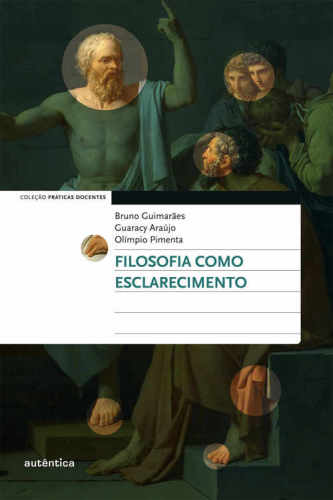 COLEÇÃO PRÁTICAS DOCENTES
Bruno Guimarães
Guaracy Araújo
Olímpio Pimenta
FILOSOFIA COMO
ESCLARECIMENTO
autêntica